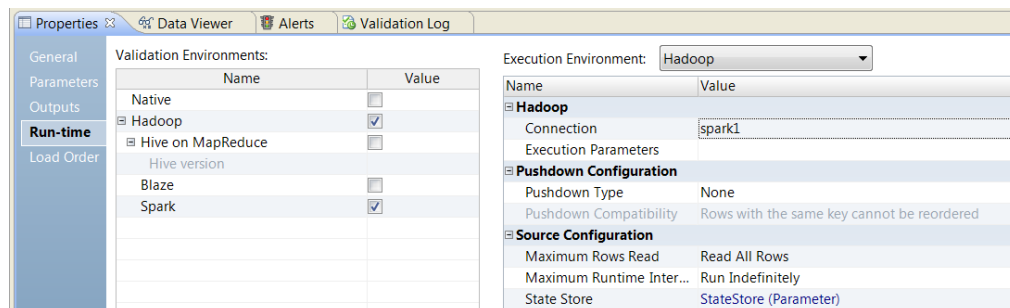 Properties Data Viewer Alerts Validation Log
General
Parameters
Outputs
Run-time
Load Order
Validation Environments:
Name Value
Native
Hadoop
Hive on MapReduce
Hive version
Blaze
Spark
Execution Environment: Hadoop
Name Value
Hadoop
Connection spark1
Execution Parameters
Pushdown Configuration
Pushdown Type None
Pushdown Compatibility Rows with the same key cannot be reordered
Source Configuration
Maximum Rows Read Read All Rows
Maximum Runtime Inter... Run Indefinitely
State Store StateStore (Parameter)